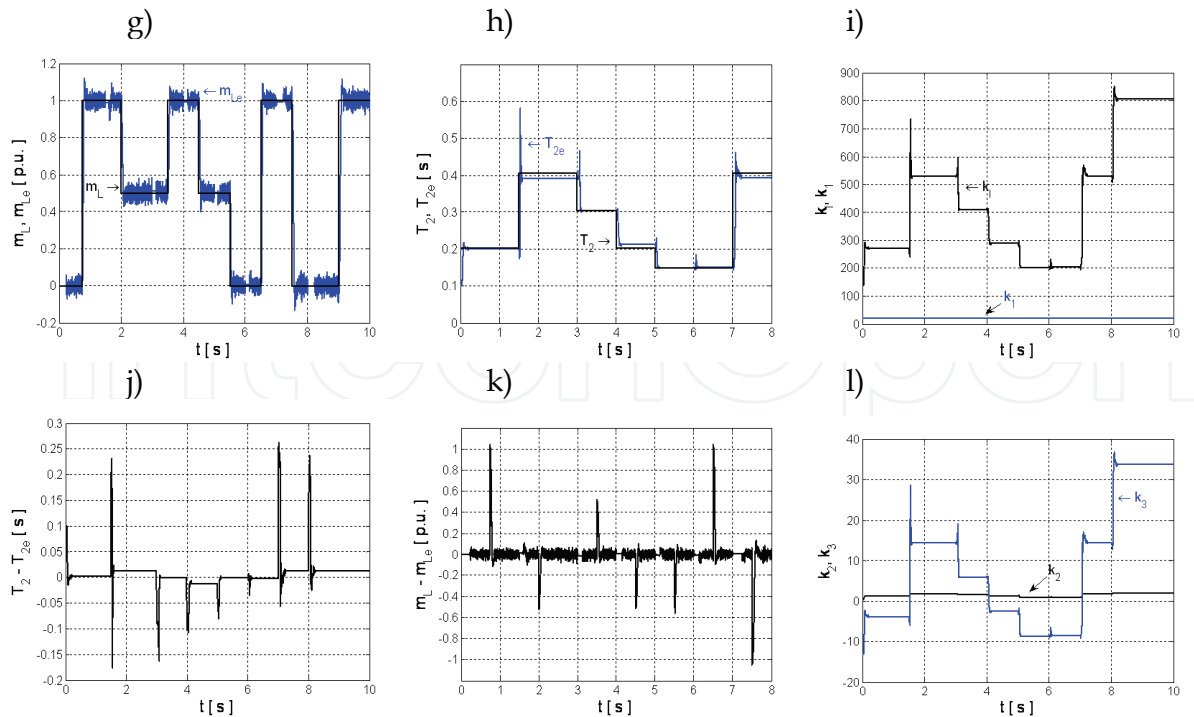 g)
1.2
1
0.8
0.6
0.4
0.2
0
-0.2
0 2 4 6 8 10
t [ s ]
m_L, m_Le [ p.u. ]
← m_Le
m_L →
h)
0.6
0.5
0.4
0.3
0.2
0.1
0
0 1 2 3 4 5 6 7 8
t [ s ]
T_2, T_2e [ s ]
← T_2e
T_2 →
i)
900
800
700
600
500
400
300
200
100
0
0 2 4 6 8 10
t [ s ]
k_l, k_1
← k_l
k_1
j)
0.3
0.25
0.2
0.15
0.1
0.05
0
-0.05
-0.1
-0.15
-0.2
0 2 4 6 8 10
t [ s ]
T_2 - T_2e [ s ]
k)
1
0.8
0.6
0.4
0.2
0
-0.2
-0.4
-0.6
-0.8
-1
0 1 2 3 4 5 6 7 8
t [ s ]
m_L - m_Le [ p.u. ]
l)
40
30
20
10
0
-10
-20
0 2 4 6 8 10
t [ s ]
k_2, k_3
← k_3
k_2